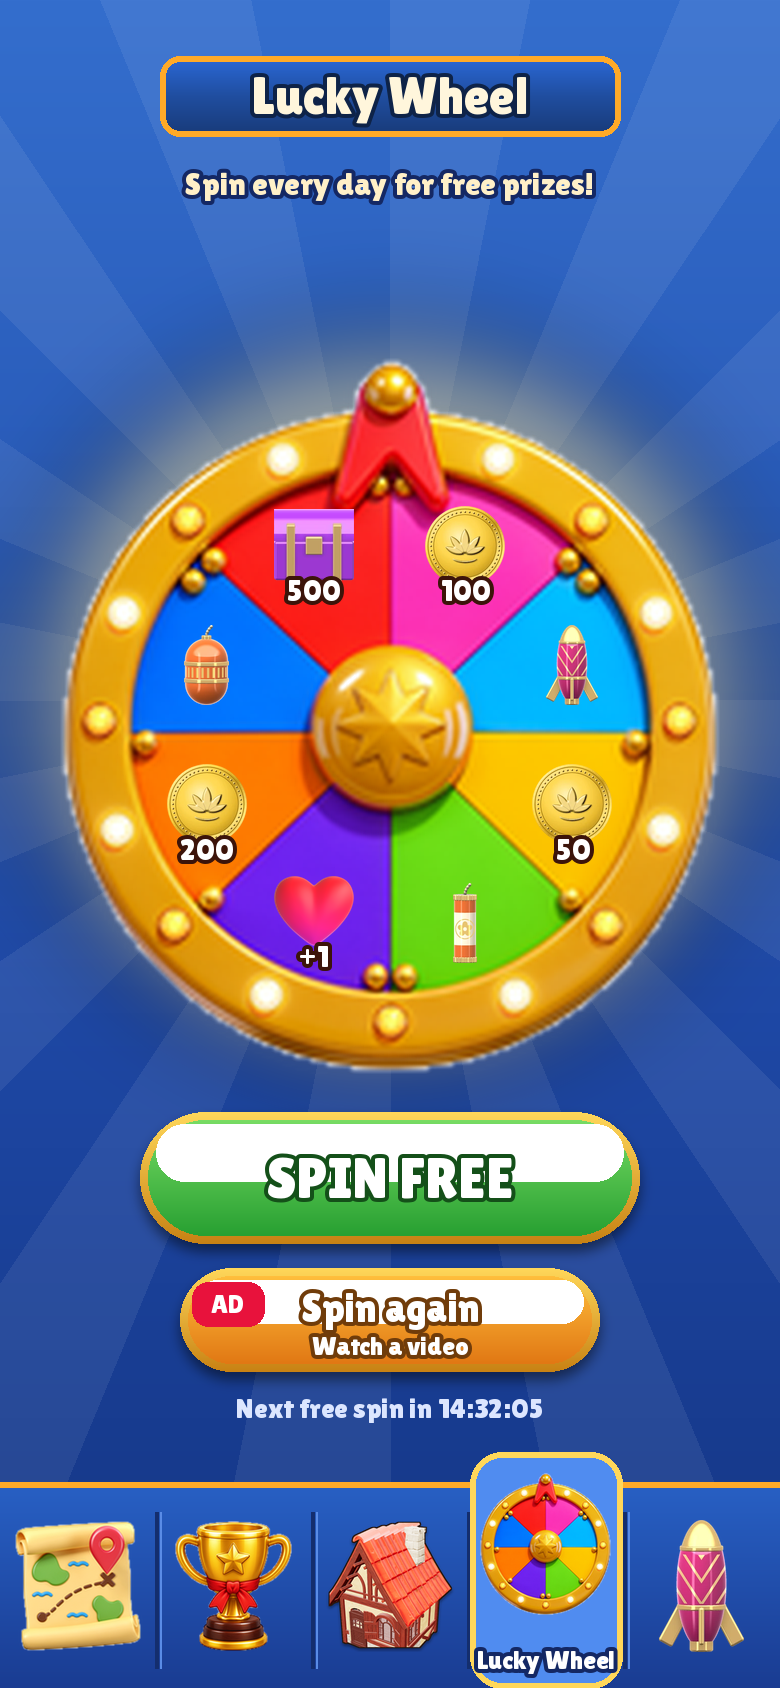 Lucky Wheel
Spin every day for free prizes!
500
100
200
50
+1
SPIN FREE
AD
Spin again
Watch a video
Next free spin in 14:32:05
Lucky Wheel